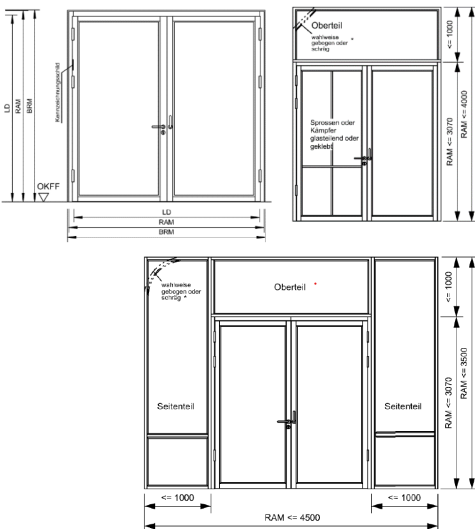 LD
RAM
BRM
Kennzeichnungsschild
OKFF
LD
RAM
BRM
Oberteil
wahlweise *
gebogen oder
schräg
Sprossen oder
Kämpfer
glasteilend oder
geklebt
<= 1000
RAM <= 3070
RAM <= 4000
wahlweise
gebogen oder
schräg *
Oberteil *
Seitenteil
Seitenteil
<= 1000
RAM <= 3070
RAM <= 3500
<= 1000
<= 1000
RAM <= 4500